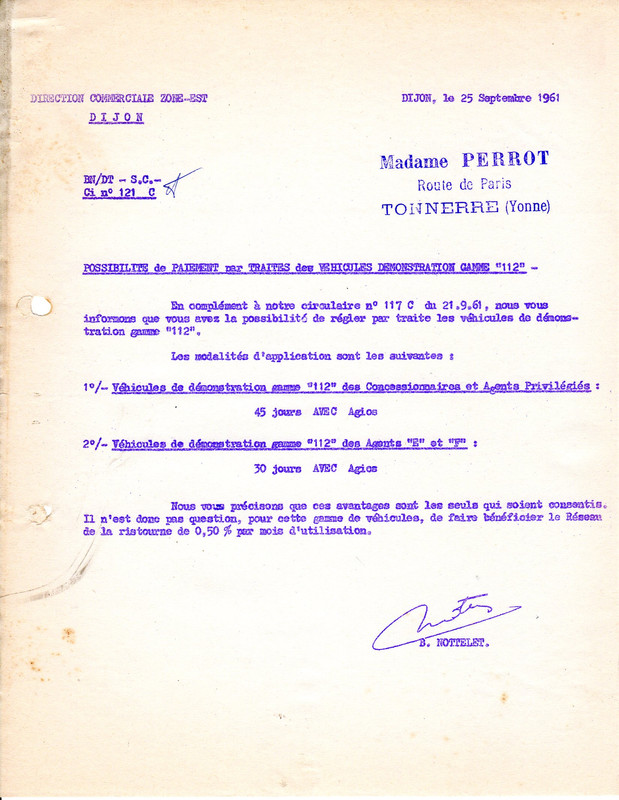 DIRECTION COMMERCIALE ZONE-EST
DIJON
DIJON, le 25 Septembre 1961
Madame PERROT
Route de Paris
TONNERRE (Yonne)
BN/DT - S.C.-
Ci n° 121 C
POSSIBILITE de PAIEMENT par TRAITES des VEHICULES DEMONSTRATION GAMME "112" -
En complément à notre circulaire n° 117 C du 21.9.61, nous vous
informons que vous avez la possibilité de régler par traite les véhicules de démons-
tration gamme "112".
Les modalités d'application sont les suivantes :
1°/- Véhicules de démonstration gamme "112" des Concessionnaires et Agents Privilégiés :
45 jours AVEC Agios
2°/- Véhicules de démonstration gamme "112" des Agents "E" et "F" :
30 jours AVEC Agios
Nous vous précisons que ces avantages sont les seuls qui soient consentis.
Il n'est donc pas question, pour cette gamme de véhicules, de faire bénéficier le Réseau
de la ristourne de 0,50 % par mois d'utilisation.
B. NOTTELET.